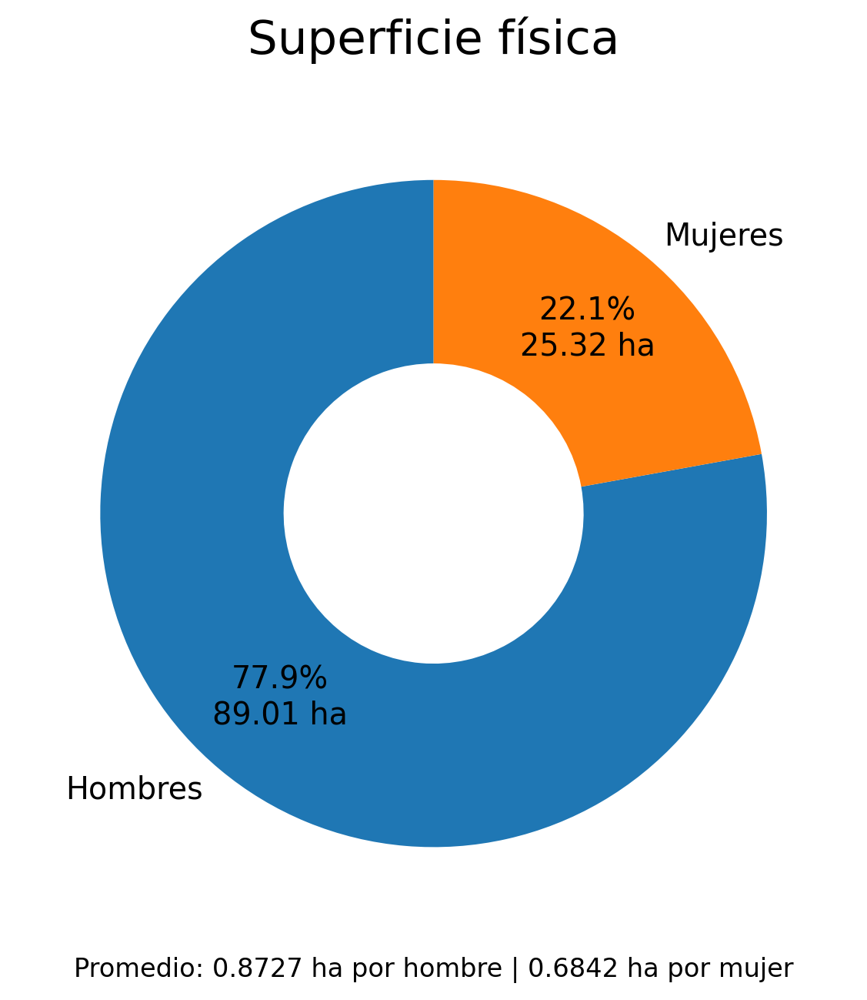 Superficie física
Mujeres
22.1%
25.32 ha
77.9%
89.01 ha
Hombres
Promedio: 0.8727 ha por hombre | 0.6842 ha por mujer